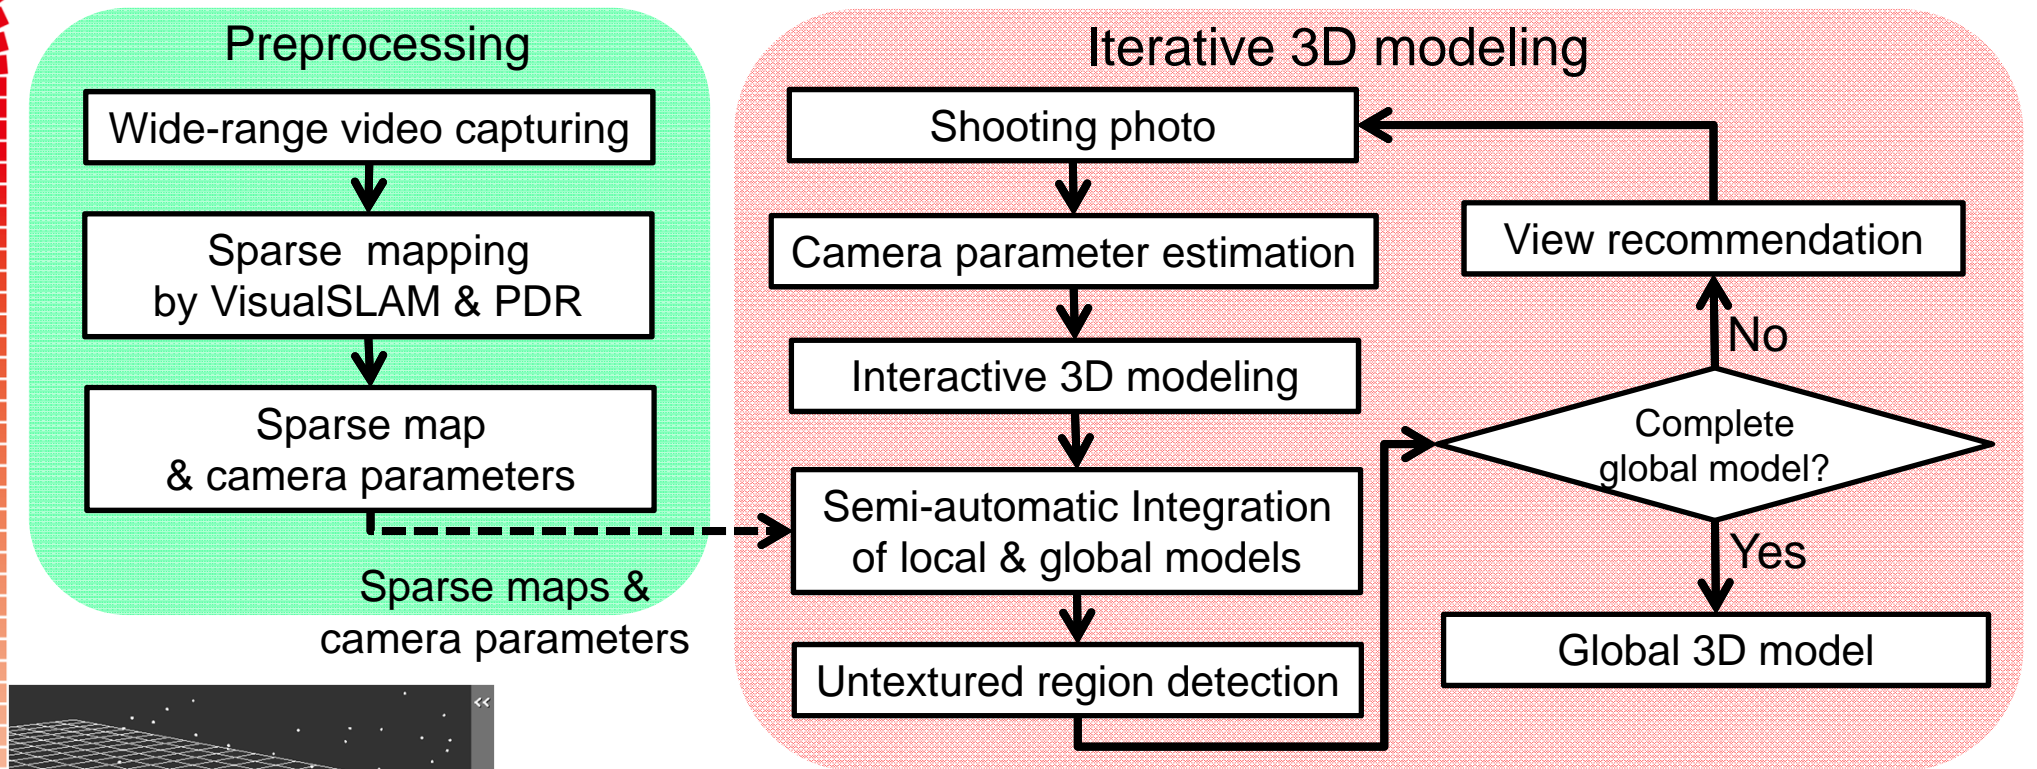 Preprocessing
Wide-range video capturing
Sparse mapping
by VisualSLAM & PDR
Sparse map
& camera parameters
Sparse maps &
camera parameters
Iterative 3D modeling
Shooting photo
Camera parameter estimation
Interactive 3D modeling
Semi-automatic Integration
of local & global models
Untextured region detection
View recommendation
No
Complete
global model?
Yes
Global 3D model
<<